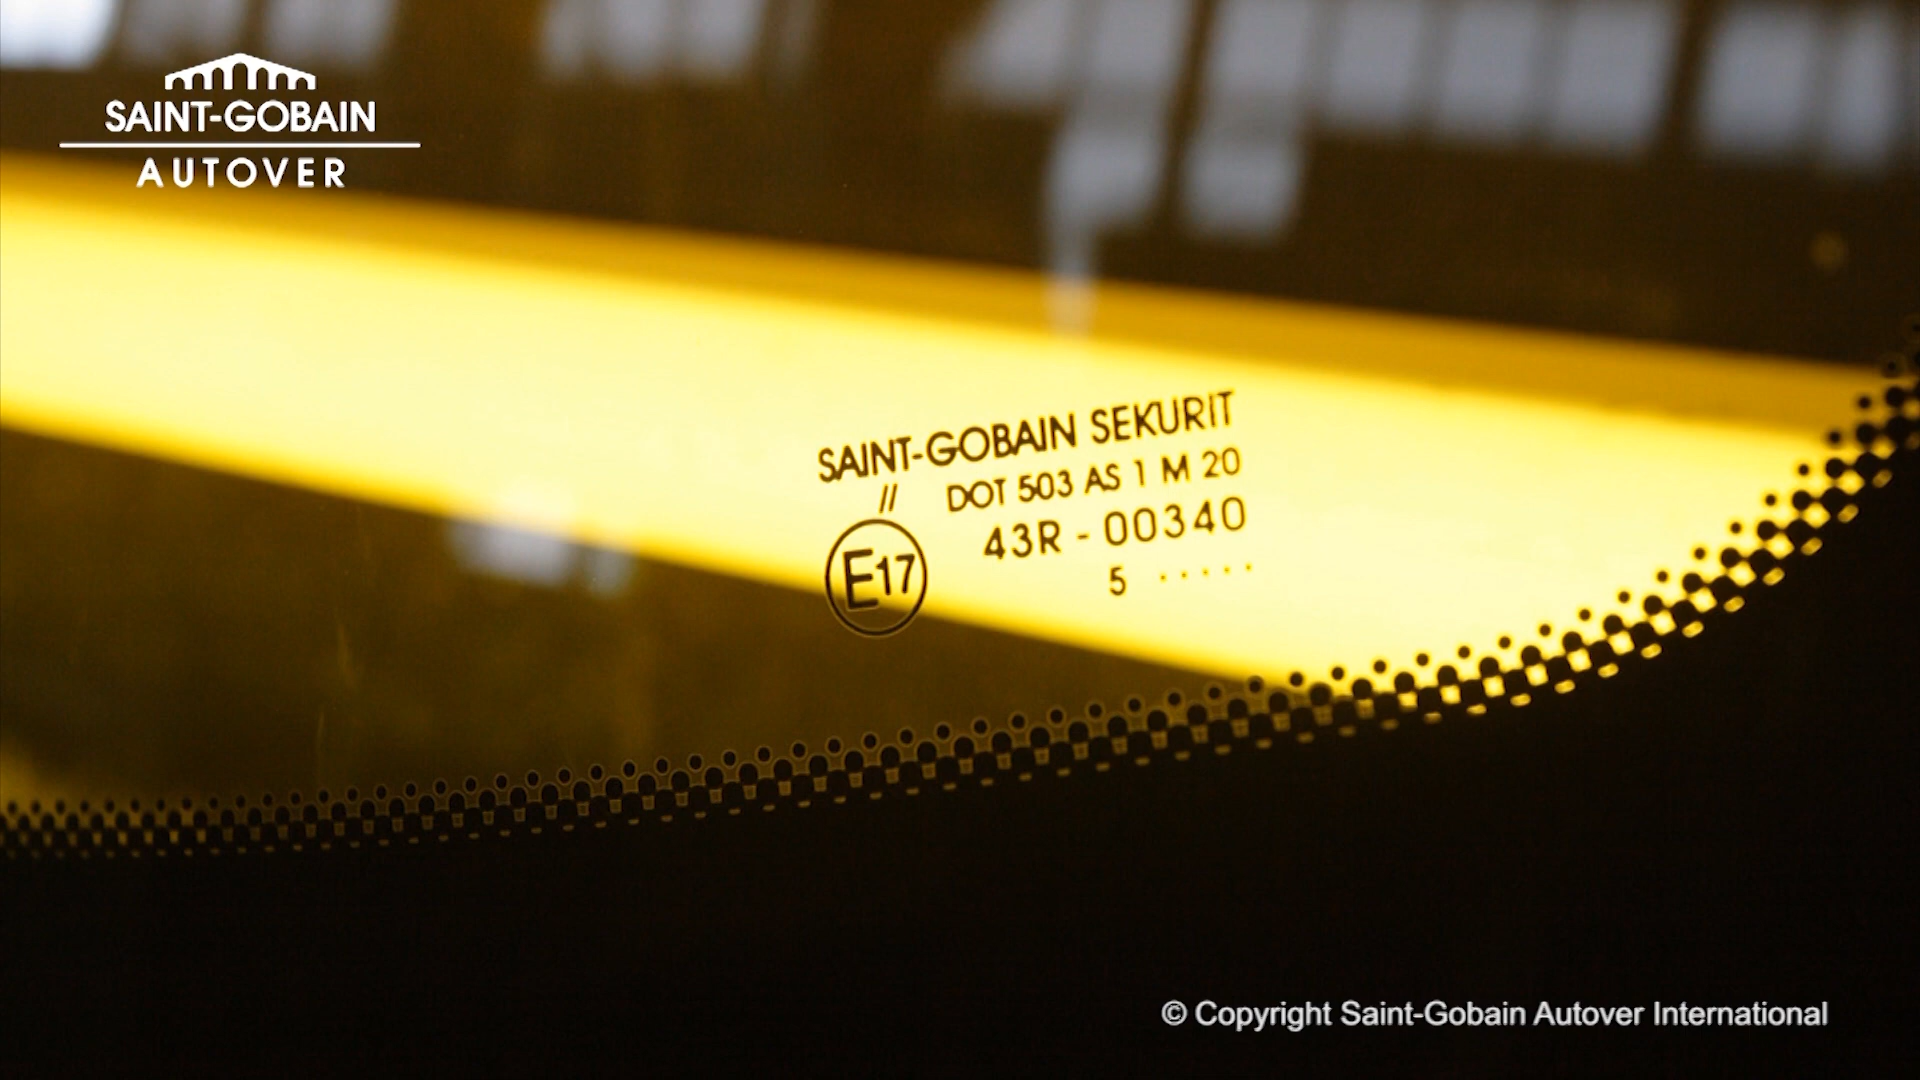 SAINT-GOBAIN
AUTOVER
SAINT-GOBAIN SEKURIT
// DOT 503 AS 1 M 20
E17 43R - 00340
5 .....
© Copyright Saint-Gobain Autover International